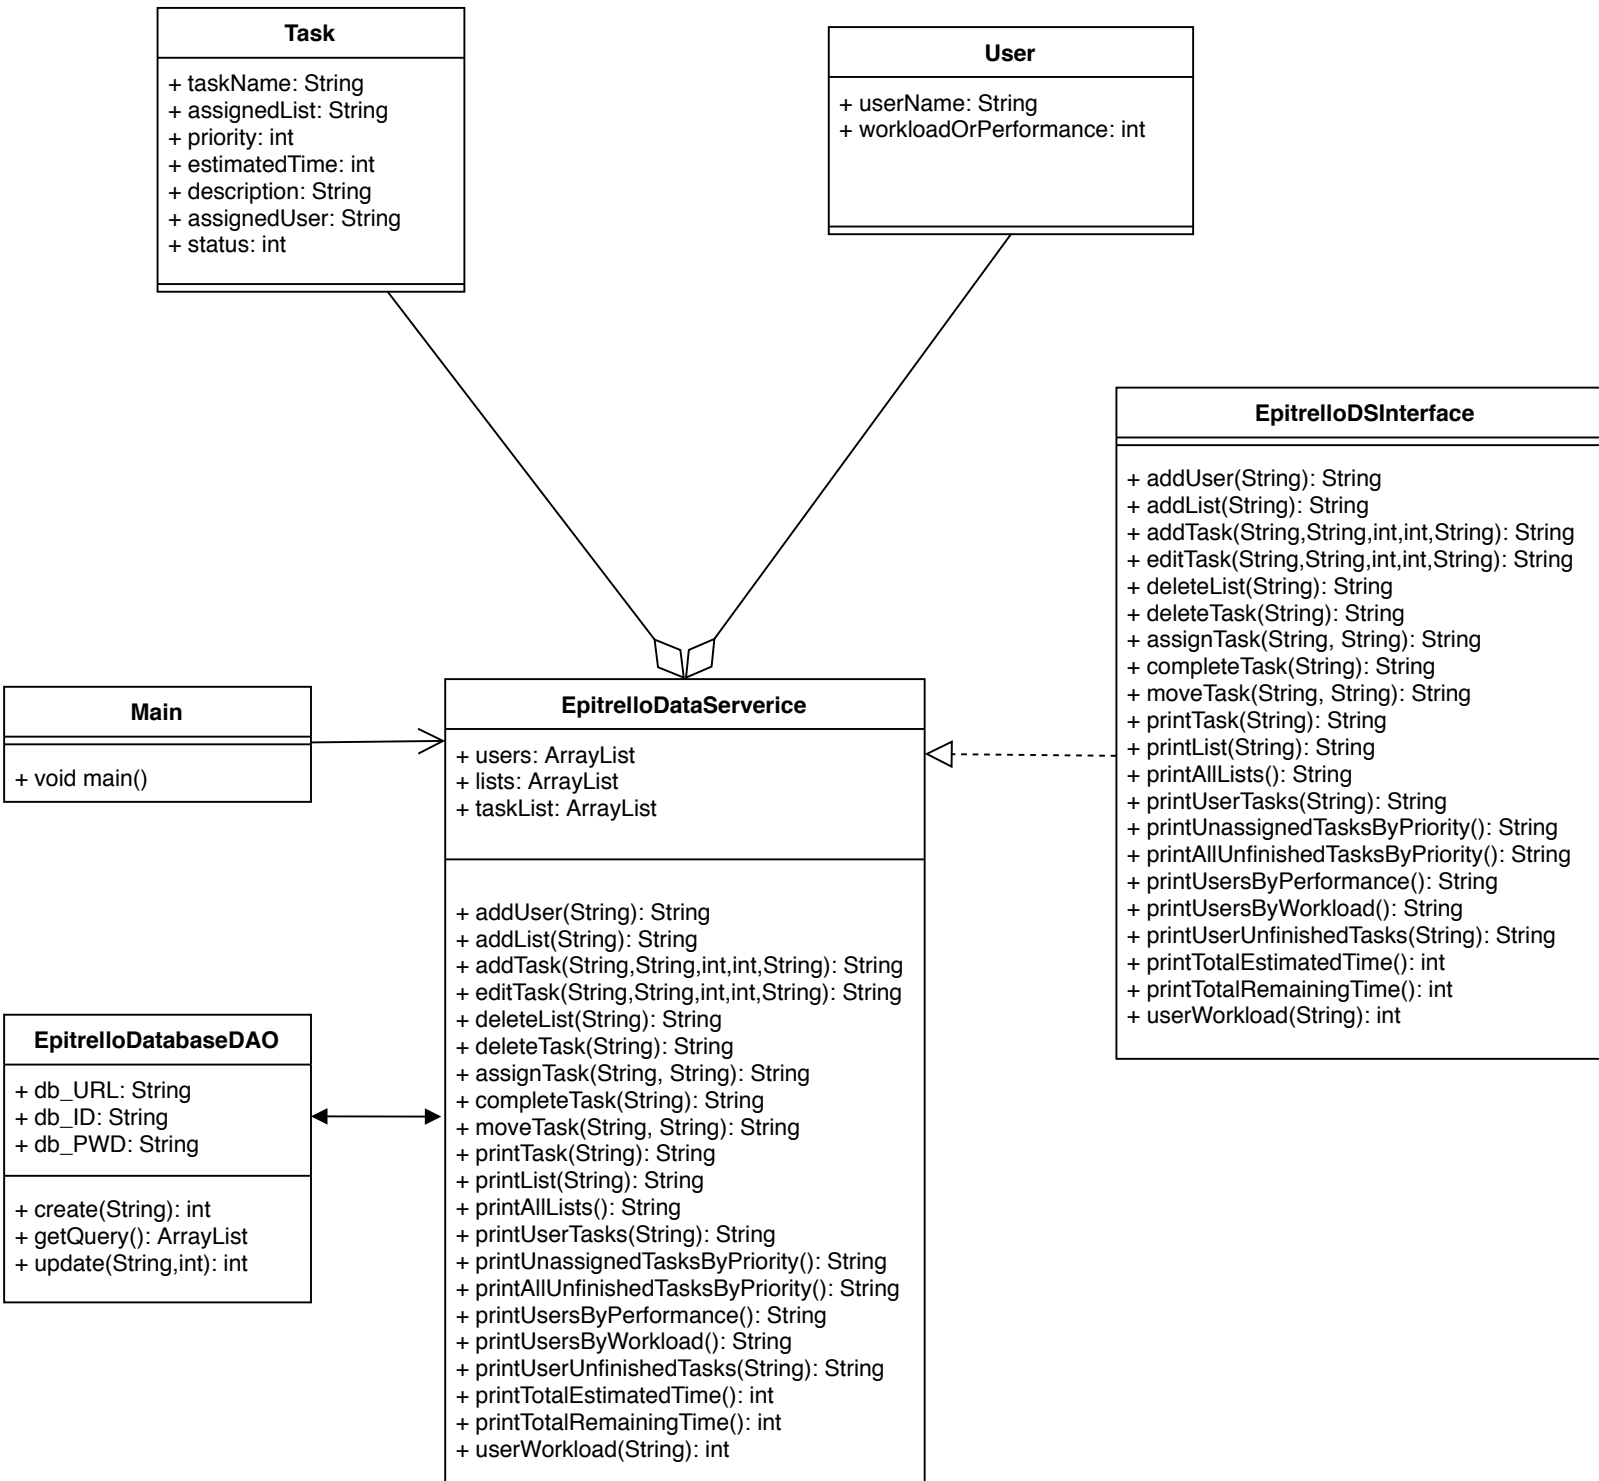 Task
+ taskName: String
+ assignedList: String
+ priority: int
+ estimatedTime: int
+ description: String
+ assignedUser: String
+ status: int
User
+ userName: String
+ workloadOrPerformance: int
EpitrelloDSInterface
+ addUser(String): String
+ addList(String): String
+ addTask(String,String,int,int,String): String
+ editTask(String,String,int,int,String): String
+ deleteList(String): String
+ deleteTask(String): String
+ assignTask(String, String): String
+ completeTask(String): String
+ moveTask(String, String): String
+ printTask(String): String
+ printList(String): String
+ printAllLists(): String
+ printUserTasks(String): String
+ printUnassignedTasksByPriority(): String
+ printAllUnfinishedTasksByPriority(): String
+ printUsersByPerformance(): String
+ printUsersByWorkload(): String
+ printUserUnfinishedTasks(String): String
+ printTotalEstimatedTime(): int
+ printTotalRemainingTime(): int
+ userWorkload(String): int
Main
+ void main()
EpitrelloDataServerice
+ users: ArrayList
+ lists: ArrayList
+ taskList: ArrayList
+ addUser(String): String
+ addList(String): String
+ addTask(String,String,int,int,String): String
+ editTask(String,String,int,int,String): String
+ deleteList(String): String
+ deleteTask(String): String
+ assignTask(String, String): String
+ completeTask(String): String
+ moveTask(String, String): String
+ printTask(String): String
+ printList(String): String
+ printAllLists(): String
+ printUserTasks(String): String
+ printUnassignedTasksByPriority(): String
+ printAllUnfinishedTasksByPriority(): String
+ printUsersByPerformance(): String
+ printUsersByWorkload(): String
+ printUserUnfinishedTasks(String): String
+ printTotalEstimatedTime(): int
+ printTotalRemainingTime(): int
+ userWorkload(String): int
EpitrelloDatabaseDAO
+ db_URL: String
+ db_ID: String
+ db_PWD: String
+ create(String): int
+ getQuery(): ArrayList
+ update(String,int): int